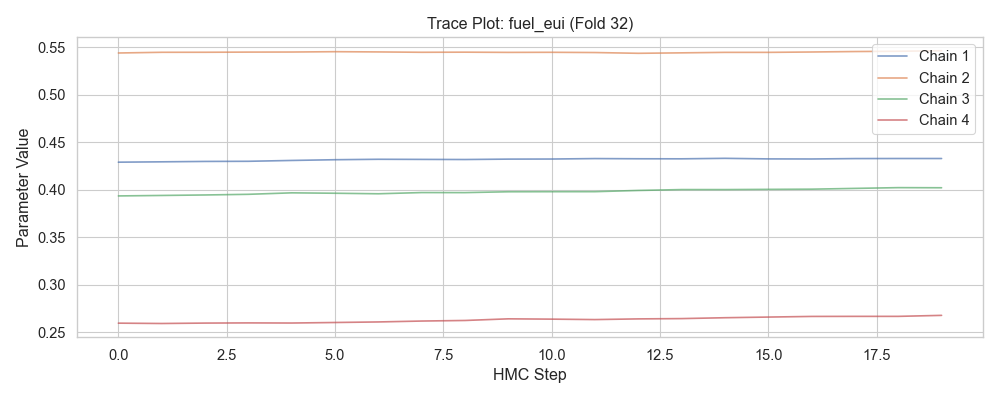 Trace Plot: fuel_eui (Fold 32)
Parameter Value
0.55
0.50
0.45
0.40
0.35
0.30
0.25
Chain 1
Chain 2
Chain 3
Chain 4
0.0 2.5 5.0 7.5 10.0 12.5 15.0 17.5
HMC Step